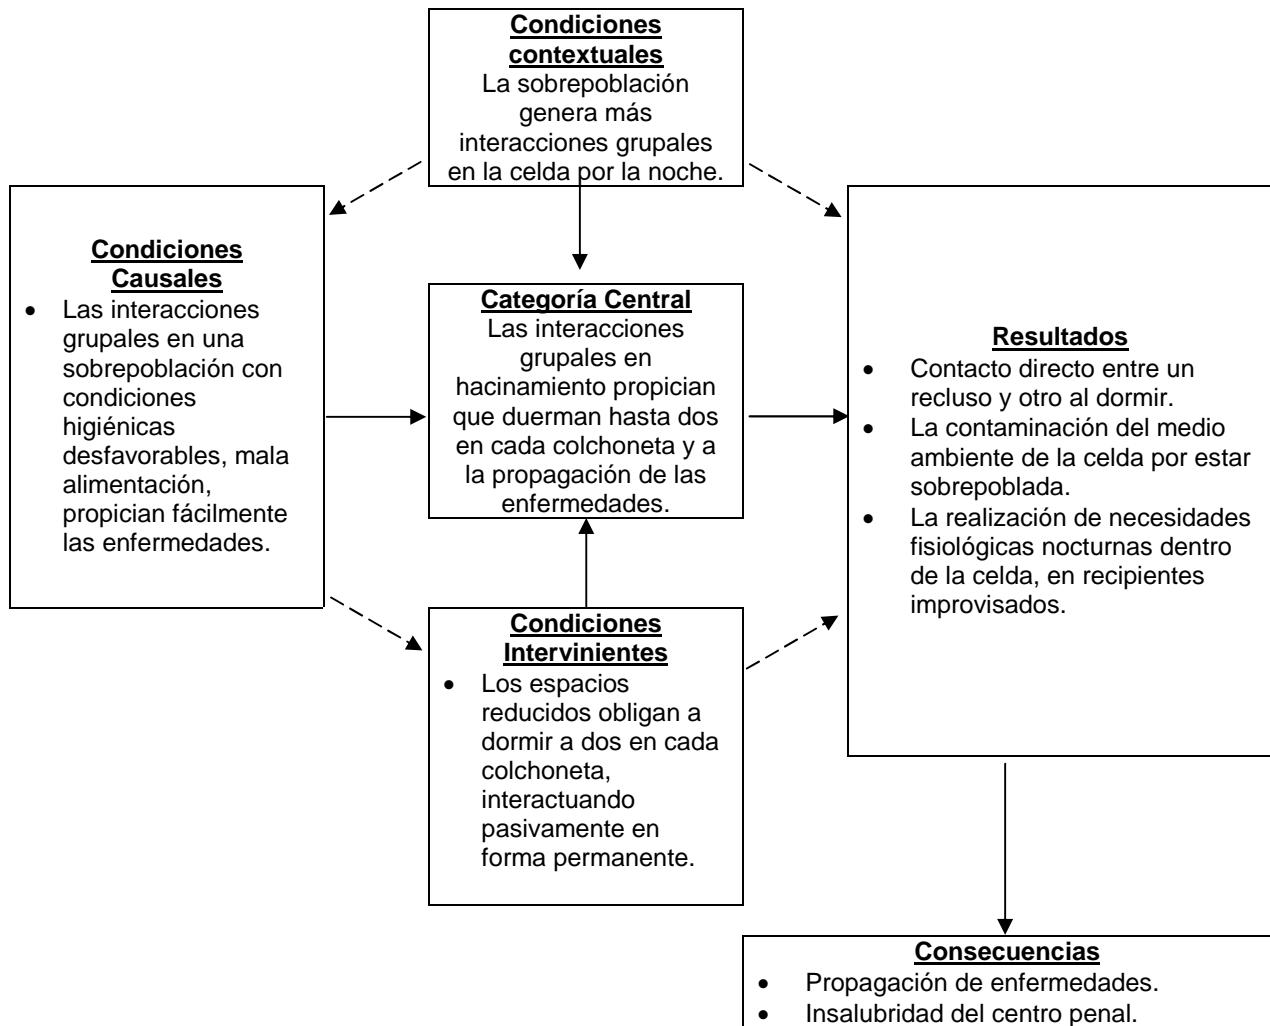 Condiciones
contextuales
La sobrepoblación
genera más
interacciones grupales
en la celda por la noche.
Condiciones
Causales
• Las interacciones
grupales en una
sobrepoblación con
condiciones
higiénicas
desfavorables, mala
alimentación,
propician fácilmente
las enfermedades.
Categoría Central
Las interacciones
grupales en
hacinamiento propician
que duerman hasta dos
en cada colchoneta y a
la propagación de las
enfermedades.
Resultados
• Contacto directo entre un
recluso y otro al dormir.
• La contaminación del medio
ambiente de la celda por estar
sobrepoblada.
• La realización de necesidades
fisiológicas nocturnas dentro
de la celda, en recipientes
improvisados.
Condiciones
Intervinientes
• Los espacios
reducidos obligan a
dormir a dos en cada
colchoneta,
interactuando
pasivamente en
forma permanente.
Consecuencias
• Propagación de enfermedades.
• Insalubridad del centro penal.